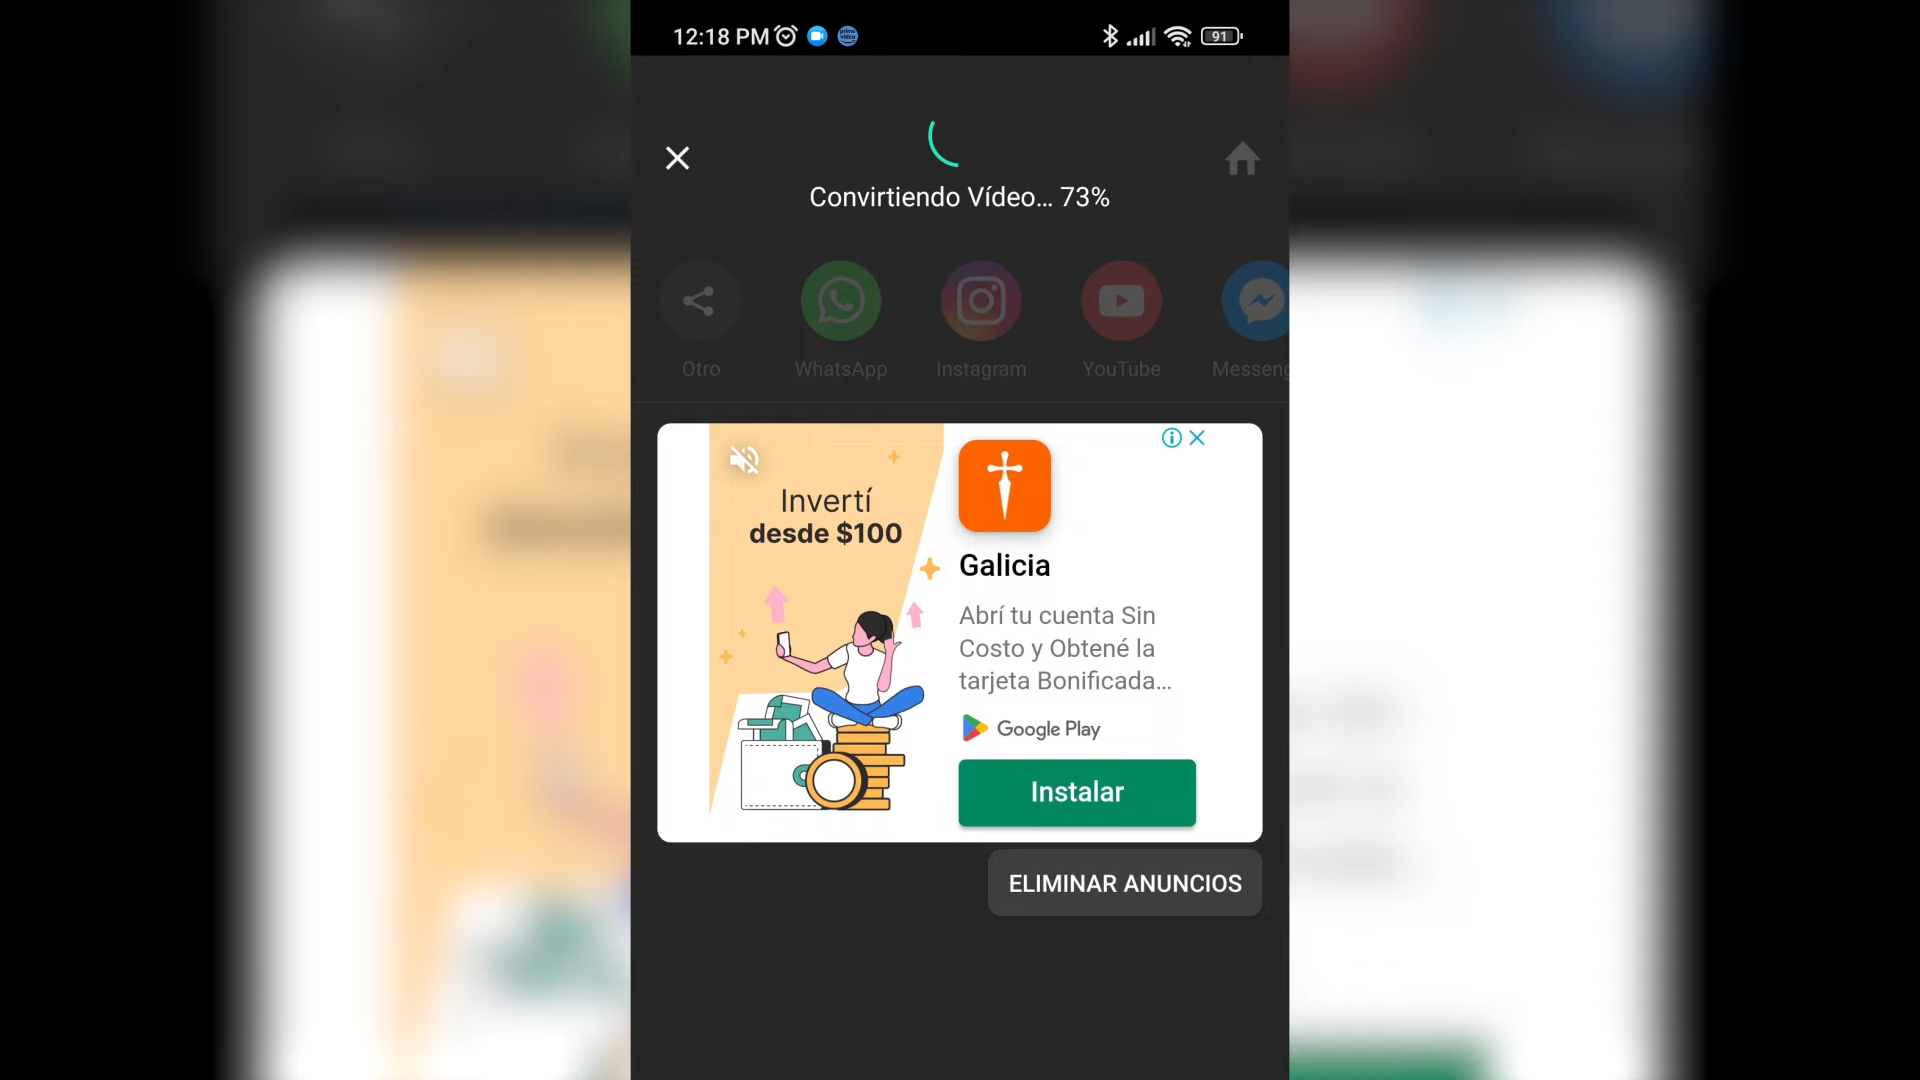 12:18 PM
91
Convirtiendo Vídeo... 73%
Otro
WhatsApp
Instagram
YouTube
Messeng
Invertí
desde $100
Galicia
Abrí tu cuenta Sin
Costo y Obtené la
tarjeta Bonificada...
Google Play
Instalar
ELIMINAR ANUNCIOS